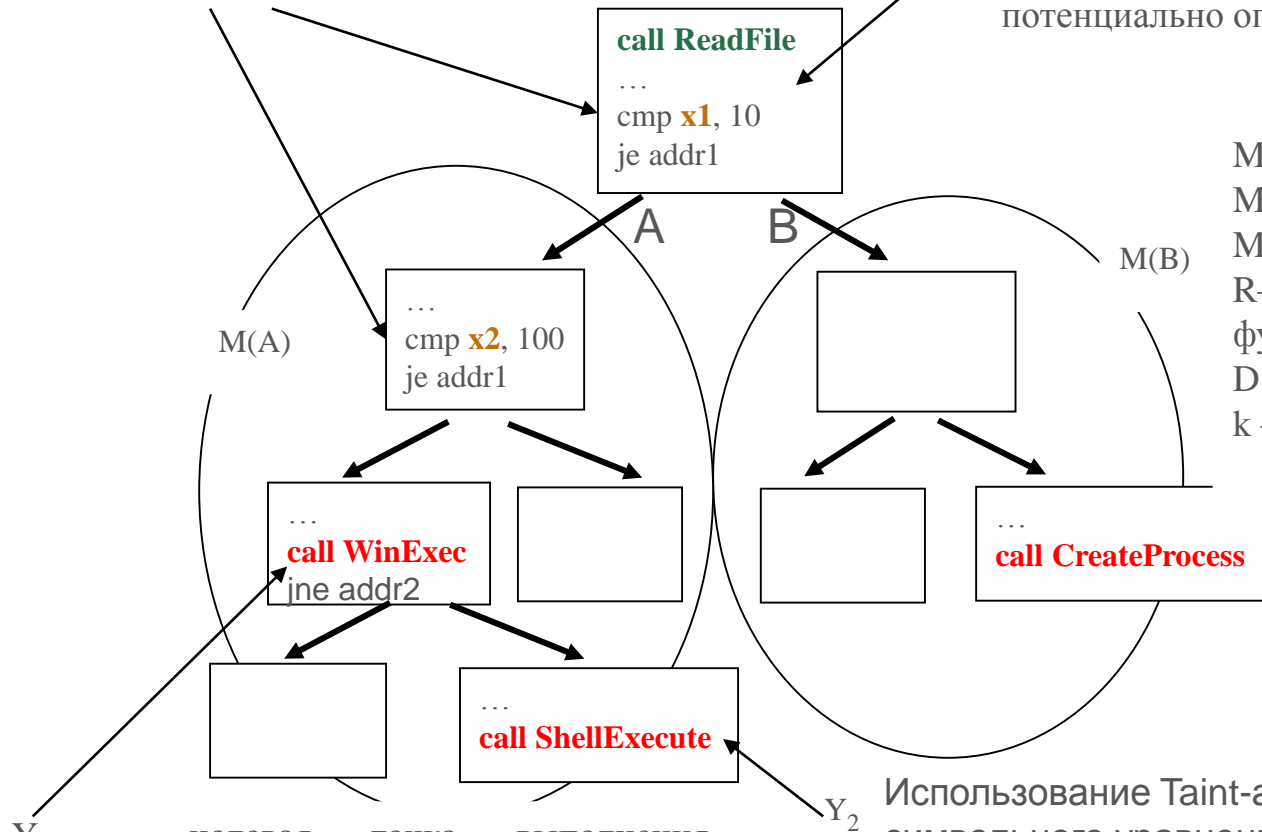 call ReadFile
…
cmp x1, 10
je addr1
потенциально
A
B
M(A)
M(B)
…
cmp x2, 100
je addr1
…
call WinExec
jne addr2
…
call CreateProcess
…
call ShellExecute
M
M
M
R-
D
k -
Y
Y2
Использование Taint-